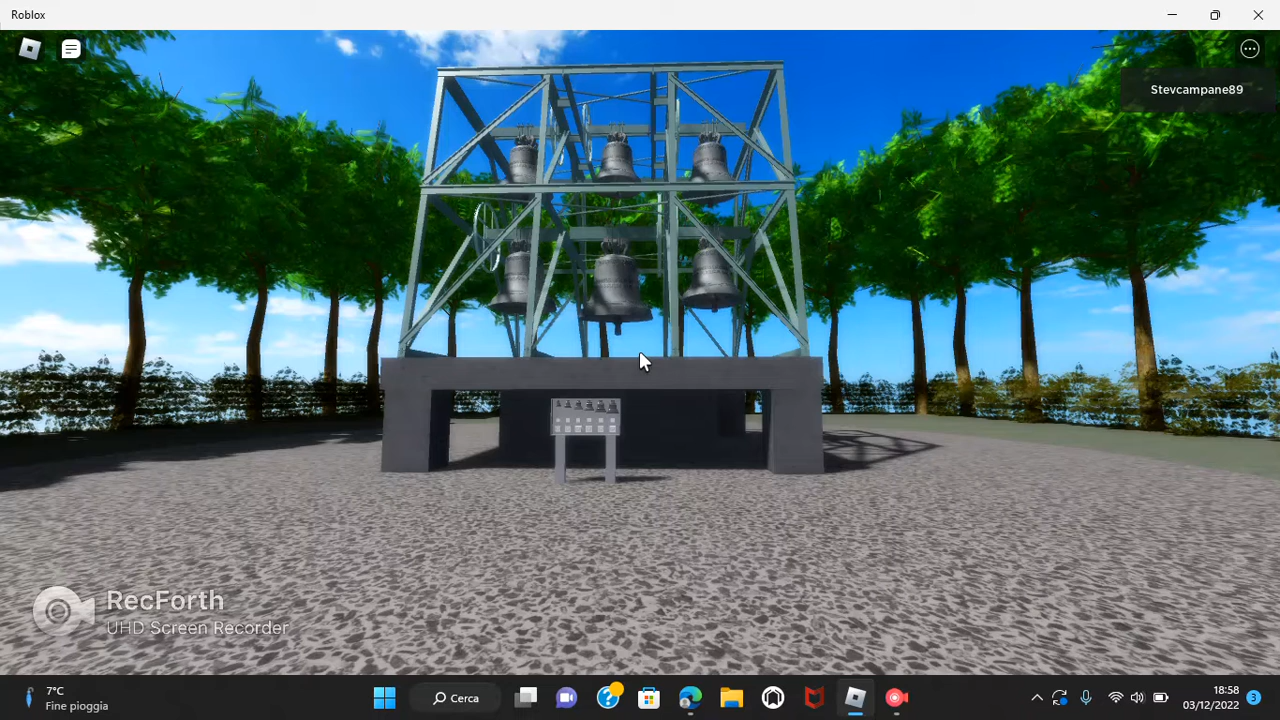 Roblox
Stevcampane89
RecForth
UHD Screen Recorder
7°C
Fine pioggia
Cerca
18:58
03/12/2022
3